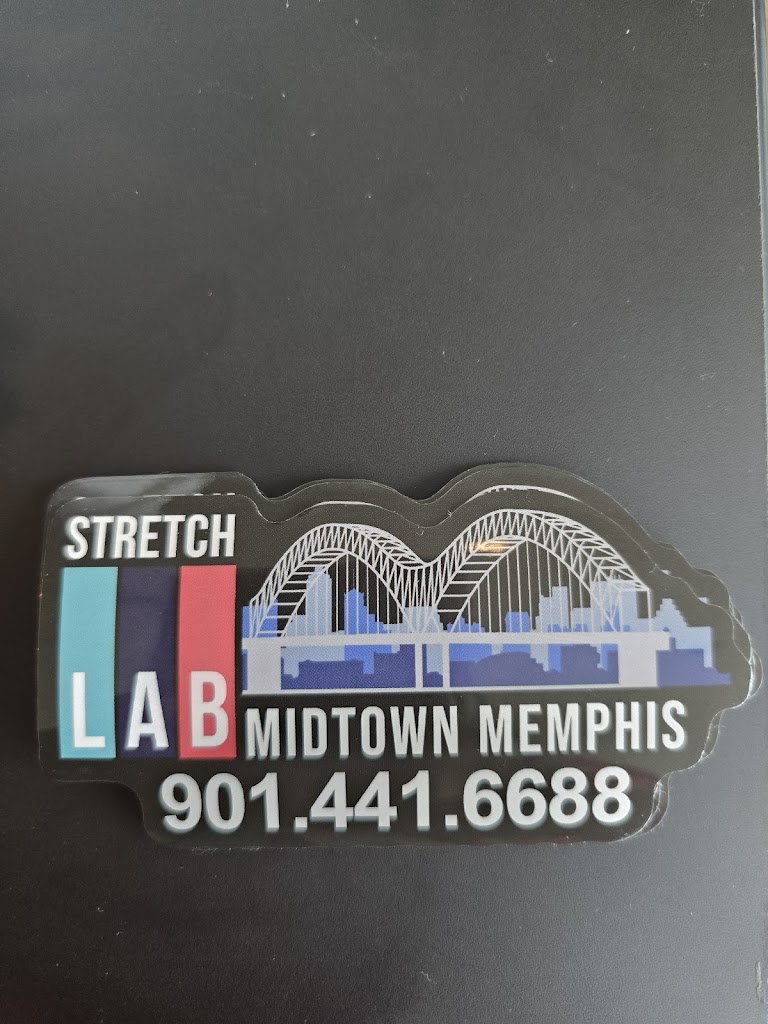 STRETCH
LAB
MIDTOWN MEMPHIS
901.441.6688